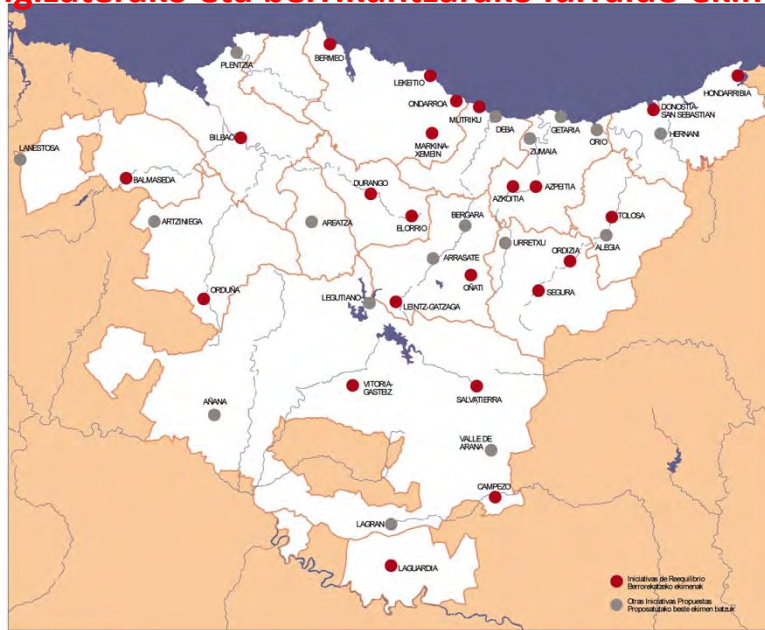 eta berrikuntzarako lurralde
PLENTZIA
BERMEO
LEKEITIO
ONDARROA
MUTRIKU
DEBA
GETARIA
ORIO
ZUMAIA
DONOSTIA-
SAN SEBASTIAN
HONDARRIBIA
HERNANI
LANESTOSA
BILBAO
MARKINA-
XEMEIN
BALMASEDA
DURANGO
AZKOITIA
AZPEITIA
ARTZINIEGA
AREATZA
ELORRIO
BERGARA
TOLOSA
ALEGIA
URRETXU
ORDIZIA
ARRASATE
OÑATI
SEGURA
ORDUÑA
LEGUTIANO
LEINTZ-GATZAGA
VITORIA-
GASTEIZ
SALVATIERRA
AÑANA
VALLE DE
ARANA
CAMPEZO
LAGRAN
LAGUARDIA
Iniciativas de Reequilibrio
Berrorekatzeko ekimenak
Otras Iniciativas Propuestas
Proposatutako beste ekimen batzuk